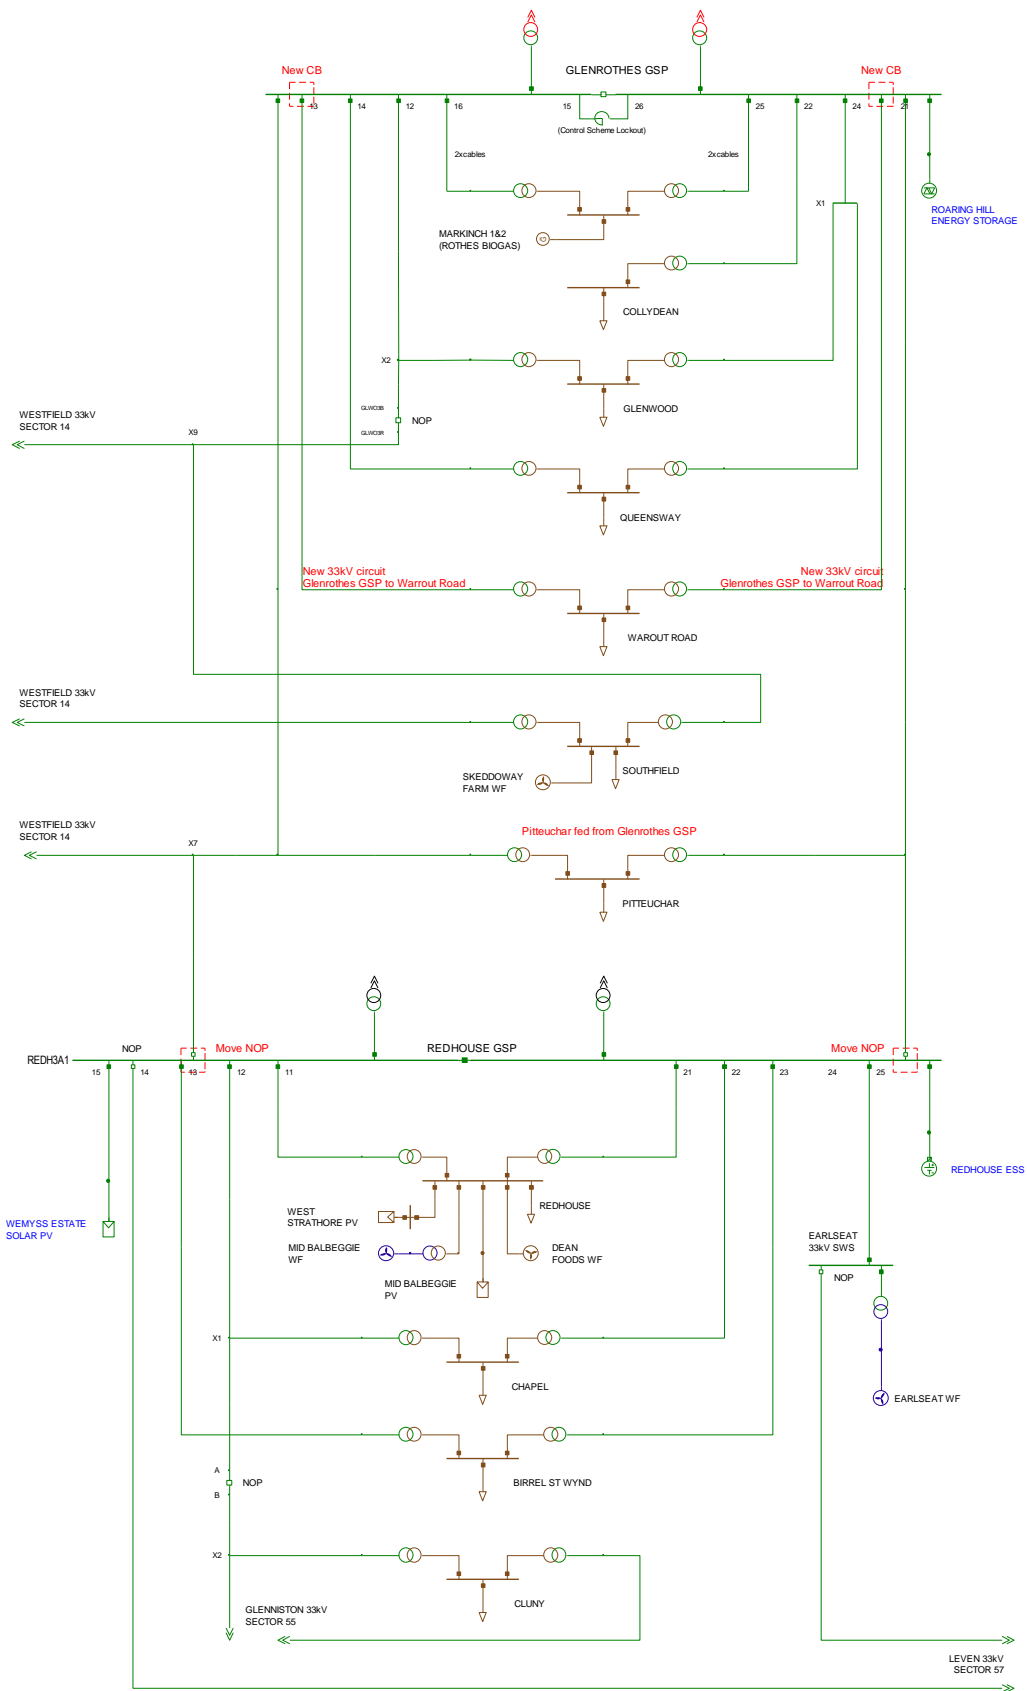 New CB
GLENROTHES GSP
New CB
13
14
12
16
15
26
25
22
24
21
(Control Scheme Lockout)
2xcables
2xcables
X1
ROARING HILL
ENERGY STORAGE
G
MARKINCH 1&2
(ROTHES BIOGAS)
COLLYDEAN
X2
GLENWOOD
GLWO3B
NOP
GLWO3R
WESTFIELD 33kV
SECTOR 14
X9
QUEENSWAY
New 33kV circuit
Glenrothes GSP to Warrout Road
New 33kV circuit
Glenrothes GSP to Warrout Road
WAROUT ROAD
WESTFIELD 33kV
SECTOR 14
SKEDDOWAY
FARM WF
SOUTHFIELD
WESTFIELD 33kV
SECTOR 14
X7
Pitteuchar fed from Glenrothes GSP
PITTEUCHAR
REDH3A1
NOP
Move NOP
REDHOUSE GSP
Move NOP
15
14
13
12
11
21
22
23
24
25
REDHOUSE ESS
WEMYSS ESTATE
SOLAR PV
WEST
STRATHORE PV
REDHOUSE
MID BALBEGGIE
WF
DEAN
FOODS WF
MID BALBEGGIE
PV
EARLSEAT
33kV SWS
NOP
X1
CHAPEL
EARLSEAT WF
BIRREL ST WYND
A
NOP
B
X2
CLUNY
GLENNISTON 33kV
SECTOR 55
LEVEN 33kV
SECTOR 57